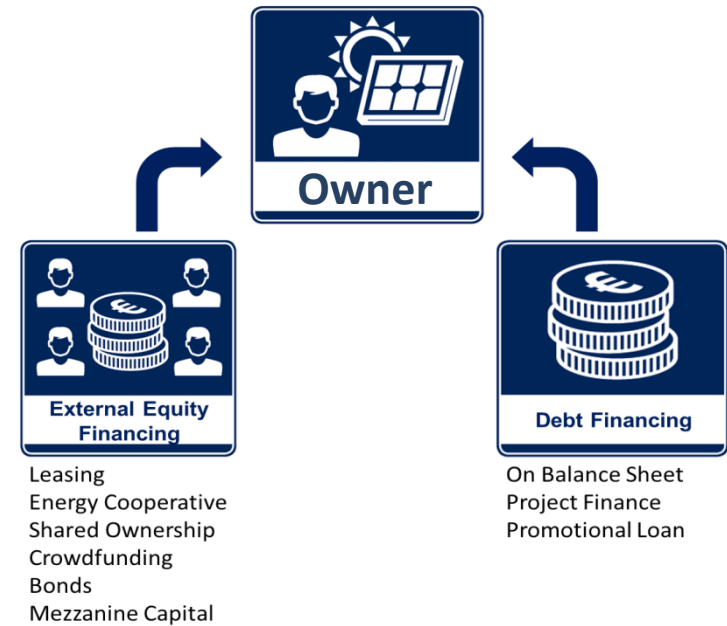 Owner
External Equity
Financing
Leasing
Energy Cooperative
Shared Ownership
Crowdfunding
Bonds
Mezzanine Capital
Debt Financing
On Balance Sheet
Project Finance
Promotional Loan